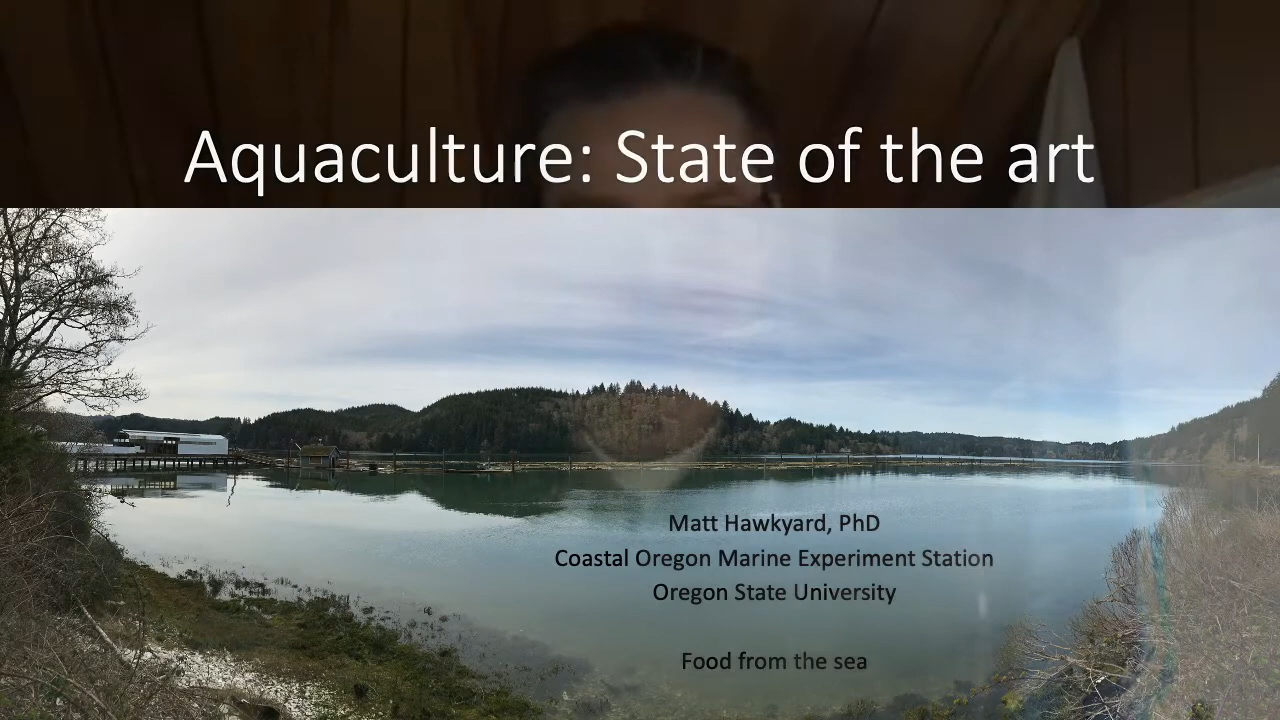 Aquaculture: State of the art
Matt Hawkyard, PhD
Coastal Oregon Marine Experiment Station
Oregon State University
Food from the sea